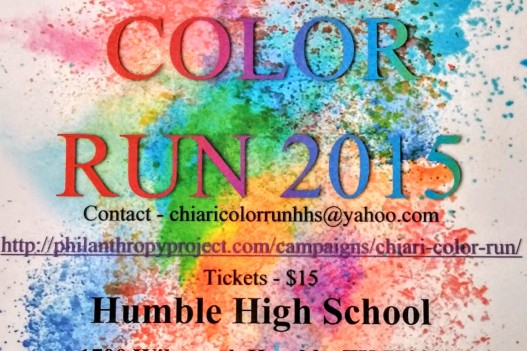 COLOR
RUN 2015
Contact - chiaricolorrunhhs@yahoo.com
http://philanthropyproject.com/campaigns/chiari-color-run/
Tickets - $15
Humble High School